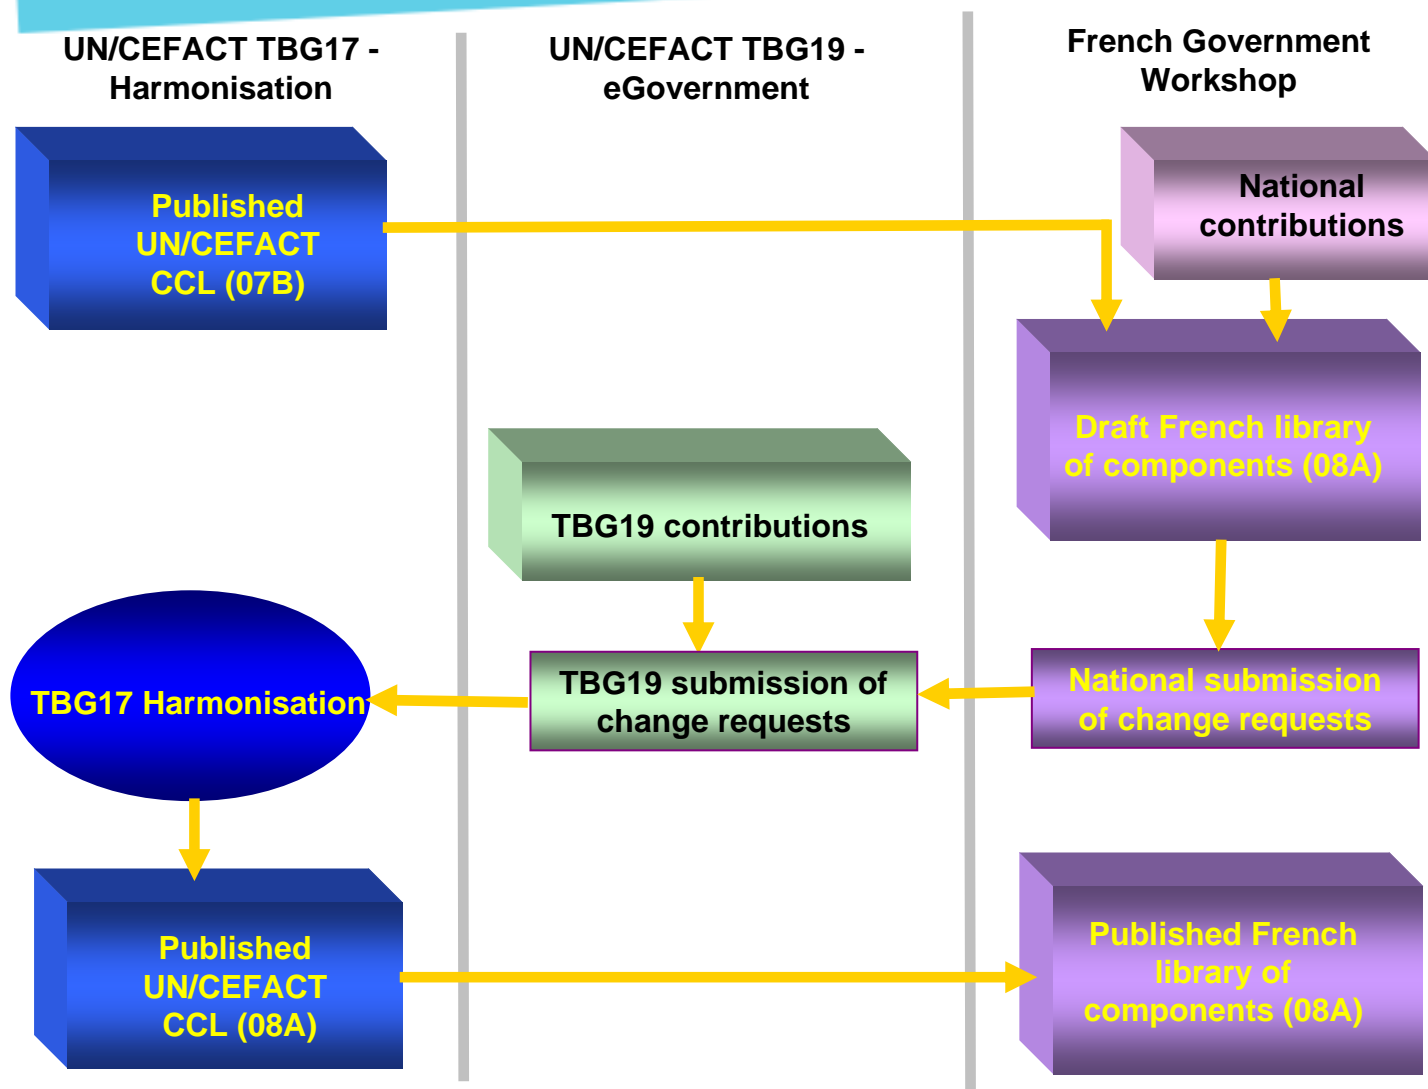 UN/CEFACT TBG17 -
Harmonisation
UN/CEFACT TBG19 -
eGovernment
French Government
Workshop
Published
UN/CEFACT
CCL (07B)
National
contributions
Draft French library
of components (08A)
TBG19 contributions
TBG17 Harmonisation
TBG19 submission of
change requests
National submission
of change requests
Published
UN/CEFACT
CCL (08A)
Published French
library of
components (08A)